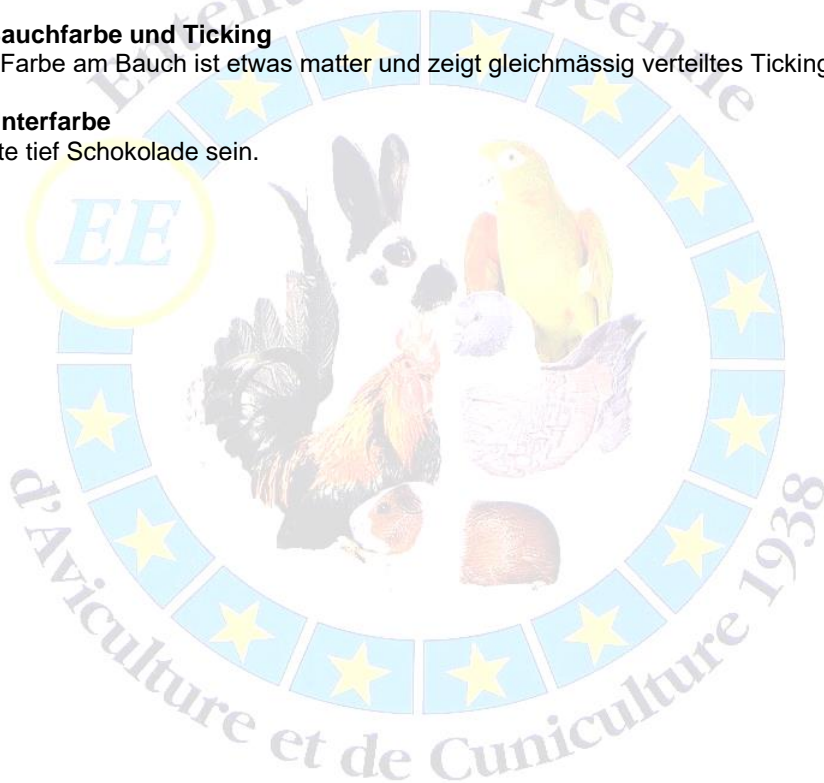 auchfarbe und Ticking
Farbe am Bauch ist etwas matter und zeigt gleichmässig verteiltes Ticking
nterfarbe
te tief Schokolade sein.
EE
d'Aviculture et de Cuniculture 1938